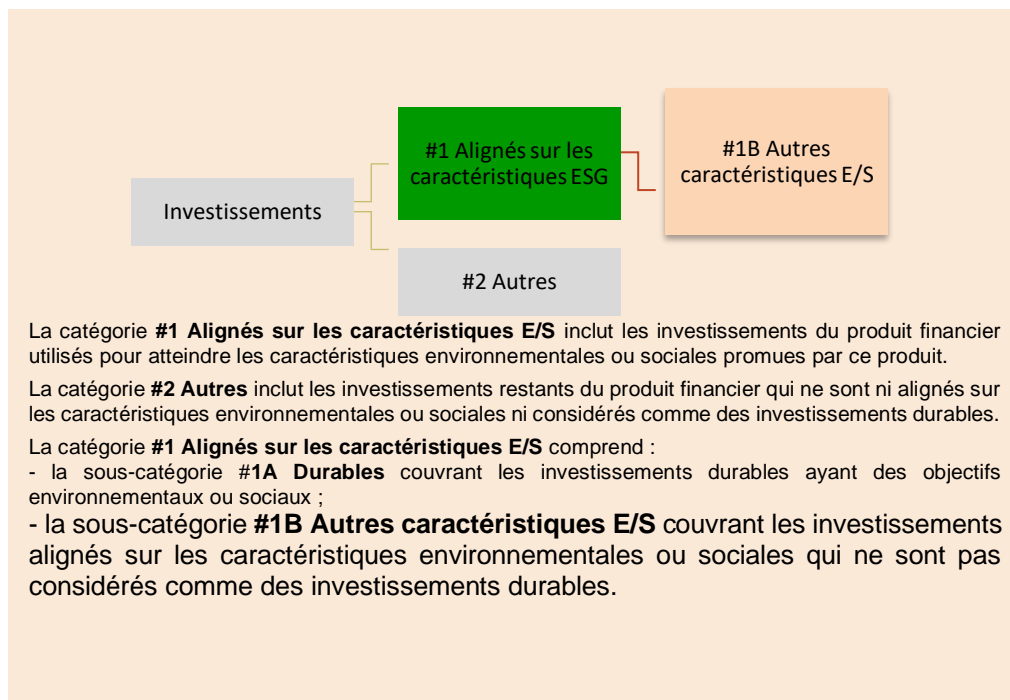 #1 Alignés sur les
caractéristiques ESG
#1B Autres
caractéristiques E/S
Investissements
#2 Autres
La catégorie #1 Alignés sur les caractéristiques E/S inclut les investissements du produit financier
utilisés pour atteindre les caractéristiques environnementales ou sociales promues par ce produit.
La catégorie #2 Autres inclut les investissements restants du produit financier qui ne sont ni alignés sur
les caractéristiques environnementales ou sociales ni considérés comme des investissements durables.
La catégorie #1 Alignés sur les caractéristiques E/S comprend :
- la sous-catégorie #1A Durables couvrant les investissements durables ayant des objectifs
environnementaux ou sociaux ;
- la sous-catégorie #1B Autres caractéristiques E/S couvrant les investissements
alignés sur les caractéristiques environnementales ou sociales qui ne sont pas
considérés comme des investissements durables.